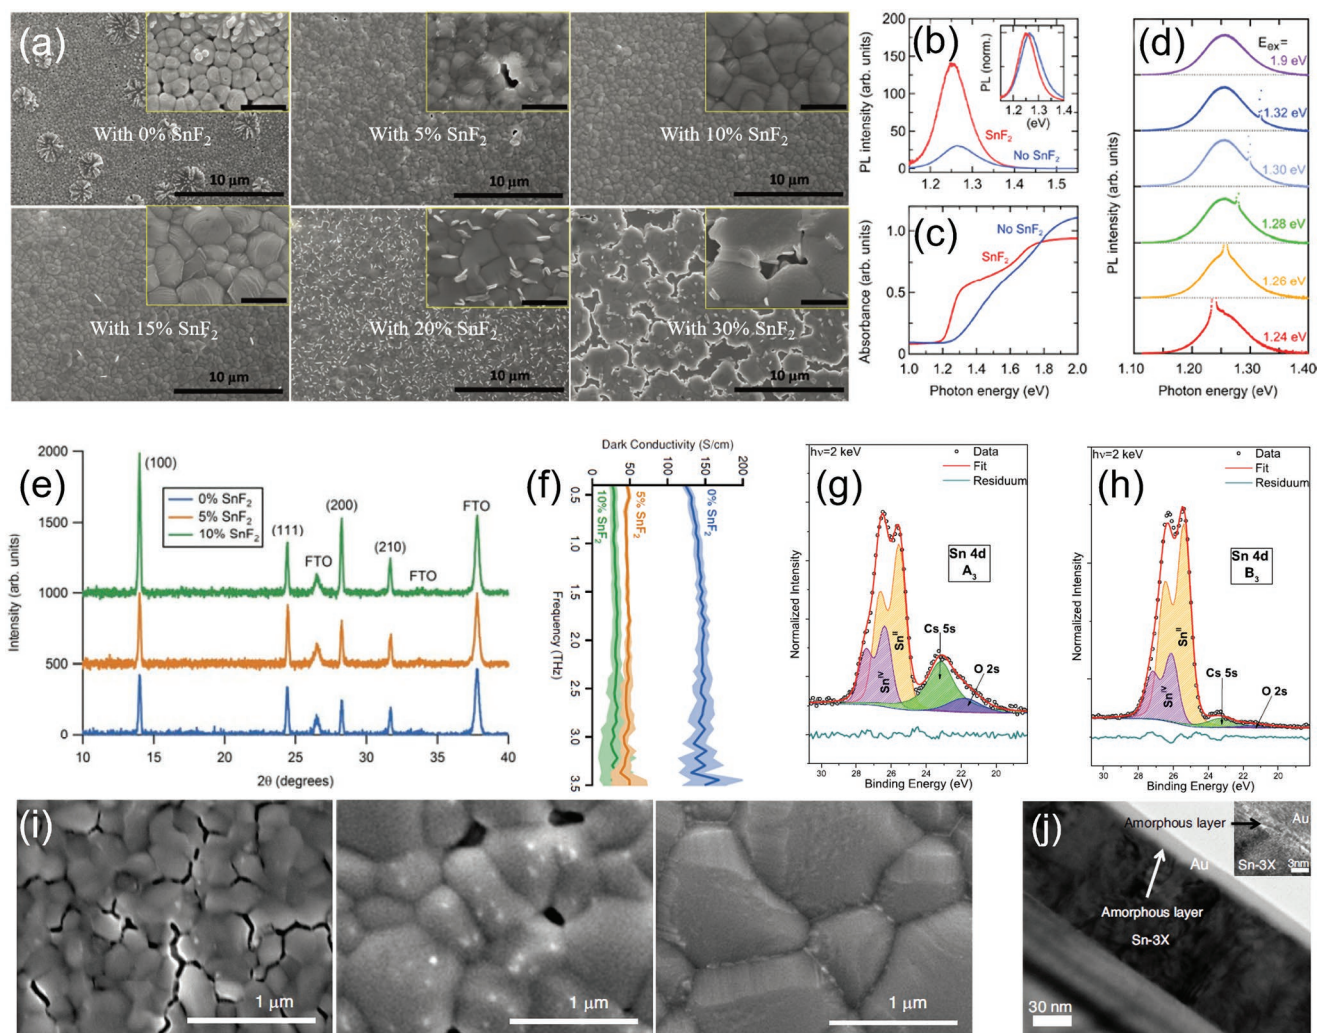 (a)
With 0% SnF2
10 μm
With 5% SnF2
10 μm
With 10% SnF2
10 μm
With 15% SnF2
10 μm
With 20% SnF2
10 μm
With 30% SnF2
10 μm
(b)
PL intensity (arb. units)
150
125
100
75
50
25
0
SnF2
No SnF2
1.2 1.3 1.4 1.5
PL (norm.)
1.2 1.3 1.4
(eV)
(c)
Absorbance (arb. units)
1.0
0.5
0
No SnF2
SnF2
1.0 1.2 1.4 1.6 1.8 2.0
Photon energy (eV)
(d)
PL intensity (arb. units)
Eex=
1.9 eV
1.32 eV
1.30 eV
1.28 eV
1.26 eV
1.24 eV
1.10 1.20 1.30 1.40
Photon energy (eV)
(e)
Intensity (arb. units)
2000
1500
1000
500
0
(100)
0% SnF2
5% SnF2
10% SnF2
(111)
FTO
(200)
(210)
FTO
FTO
10 15 20 25 30 35 40
2θ (degrees)
(f)
Dark Conductivity (S/cm)
0 50 100 150 200
10% SnF2
5% SnF2
0% SnF2
Frequency (THz)
0.5
1.0
1.5
2.0
2.5
3.0
3.5
(g)
hν=2 keV
Data
Fit
Residuum
Sn 4d
A3
Normalized Intensity
SnIV
SnII
Cs 5s
O 2s
30 28 26 24 22 20
Binding Energy (eV)
(h)
hν=2 keV
Data
Fit
Residuum
Sn 4d
B3
Normalized Intensity
SnIV
SnII
Cs 5s
O 2s
30 28 26 24 22 20
Binding Energy (eV)
(i)
1 μm
1 μm
1 μm
(j)
Amorphous layer
Au
Sn-3X
3nm
Au
Amorphous layer
Sn-3X
30 nm